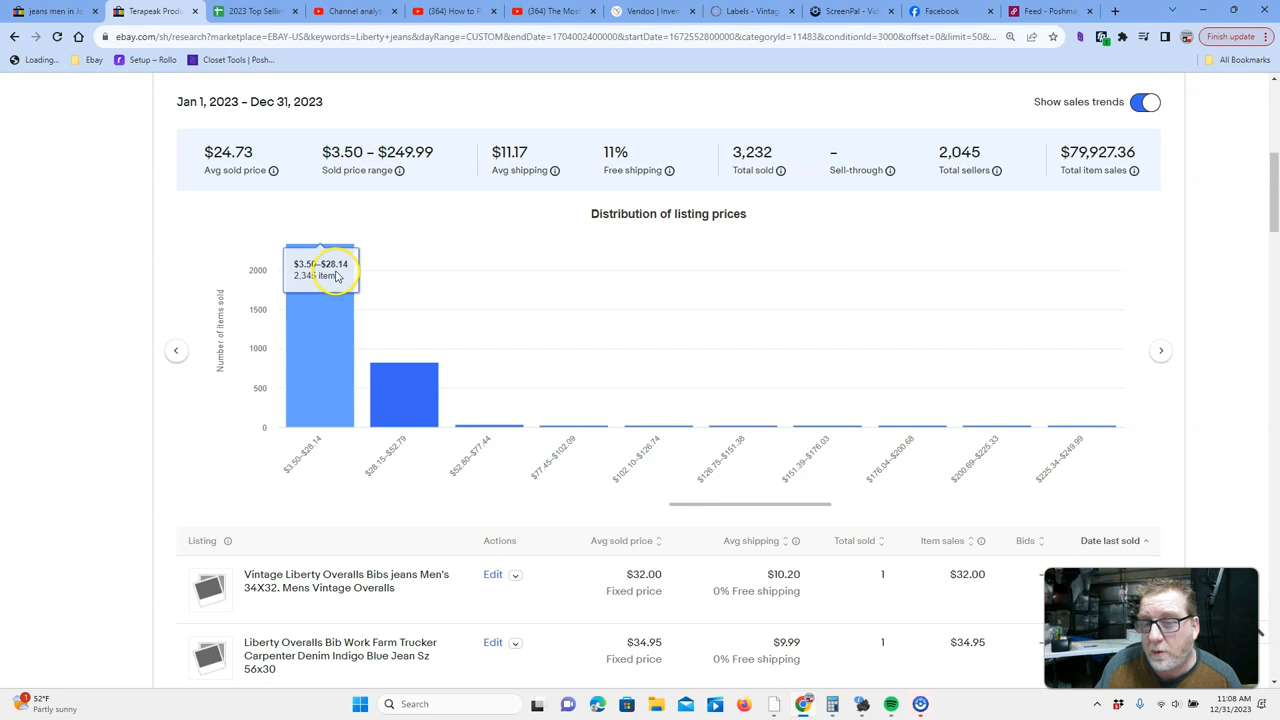 jeans men in Je
Terapeak Produc
2023 Top Sellin
Channel analyt
(364) How to P
(364) The Mos
Vendoo | Inven
Labels - Vintag
ScreenPal - Vid
Facebook
Feed - Poshma
ebay.com/sh/research?marketplace=EBAY-US&keywords=Liberty+jeans&dayRange=CUSTOM&endDate=1704002400000&startDate=1672552800000&categoryId=11483&conditionId=3000&offset=0&limit=50&...
Finish update
Loading...
Ebay
Setup – Rollo
Closet Tools | Posh...
All Bookmarks
Jan 1, 2023 – Dec 31, 2023
Show sales trends
$24.73 $3.50 – $249.99 $11.17 11% 3,232 – 2,045 $79,927.36
Avg sold price Sold price range Avg shipping Free shipping Total sold Sell-through Total sellers Total item sales
Distribution of listing prices
Number of items sold
2000
1500
1000
500
0
$3.50–$28.14
2,345 items
$3.50–$28.14
$28.15–$52.79
$52.80–$77.44
$77.45–$102.09
$102.10–$126.74
$126.75–$151.38
$151.39–$176.03
$176.04–$200.68
$200.69–$225.33
$225.34–$249.99
Listing Actions Avg sold price Avg shipping Total sold Item sales Bids Date last sold
Vintage Liberty Overalls Bibs jeans Men's
34X32. Mens Vintage Overalls
Edit
$32.00
Fixed price
$10.20
0% Free shipping
1
$32.00
Liberty Overalls Bib Work Farm Trucker
Carpenter Denim Indigo Blue Jean Sz
56x30
Edit
$34.95
Fixed price
$9.99
0% Free shipping
1
$34.95
1
52°F
Partly sunny
Search
11:08 AM
12/31/2023